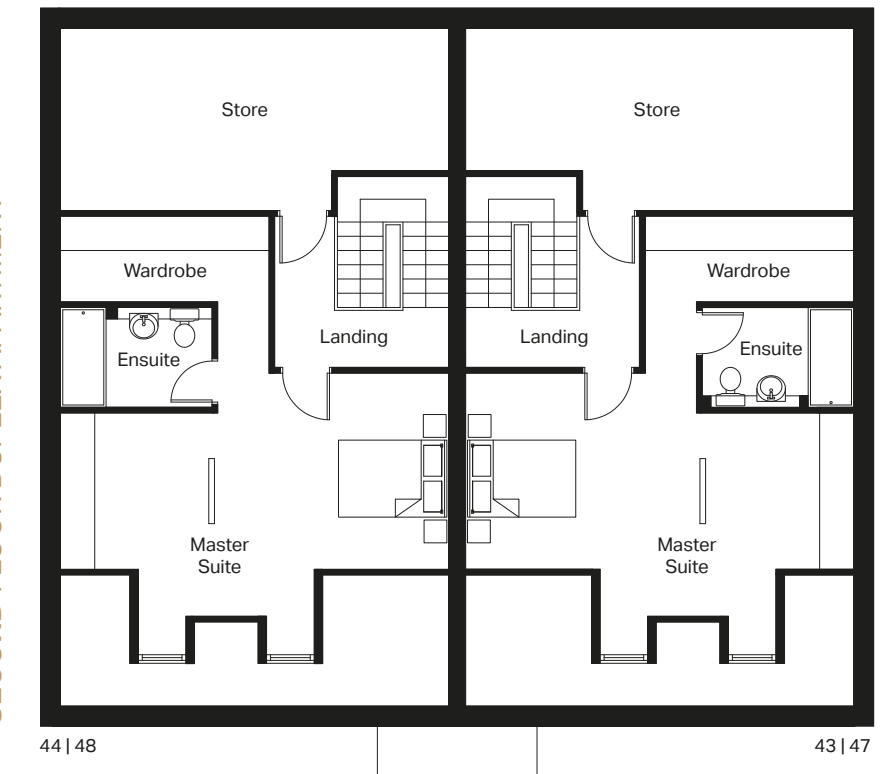 Store
Store
Wardrobe
Wardrobe
Landing
Landing
Ensuite
Ensuite
Master
Suite
Master
Suite
44 | 48
43 | 47